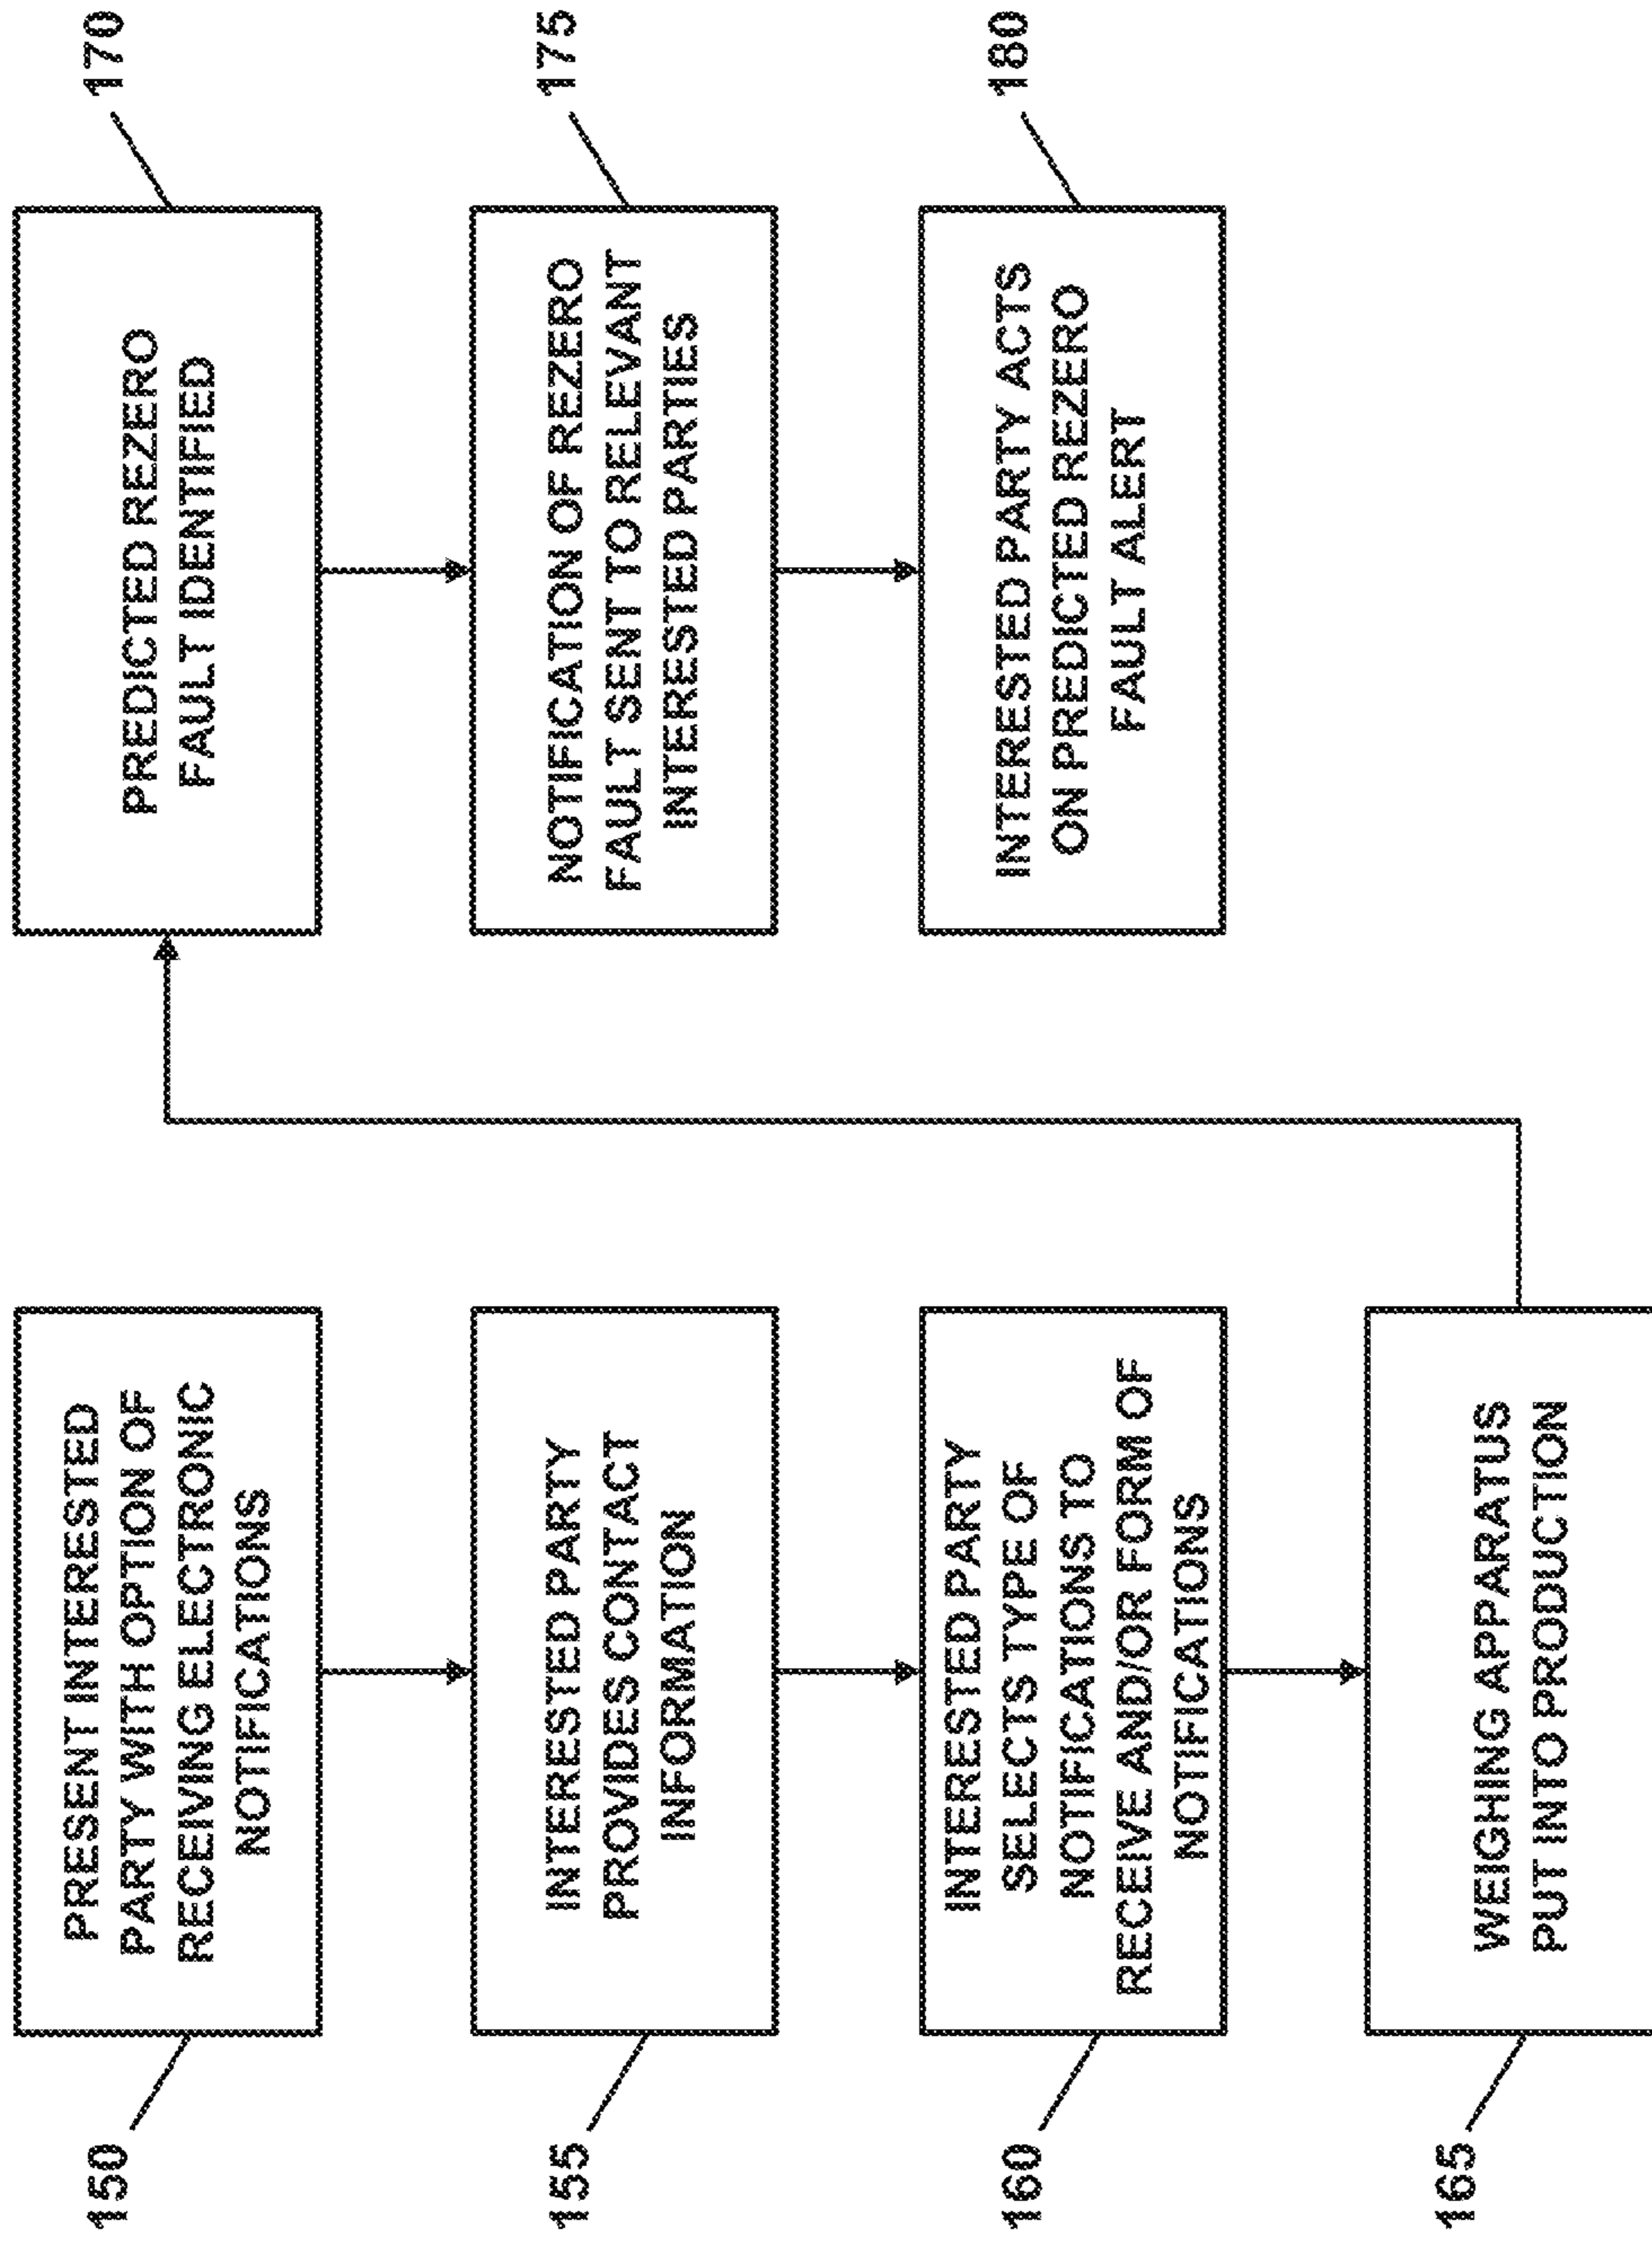 150
PRESENT INTERESTED
PARTY WITH OPTION OF
RECEIVING ELECTRONIC
NOTIFICATIONS
155
INTERESTED PARTY
PROVIDES CONTACT
INFORMATION
160
INTERESTED PARTY
SELECTS TYPE OF
NOTIFICATIONS TO
RECEIVE AND/OR FORM OF
NOTIFICATIONS
165
WEIGHING APPARATUS
PUT INTO PRODUCTION
170
PREDICTED REZERO
FAULT IDENTIFIED
175
NOTIFICATION OF REZERO
FAULT SENT TO RELEVANT
INTERESTED PARTIES
180
INTERESTED PARTY ACTS
ON PREDICTED REZERO
FAULT ALERT